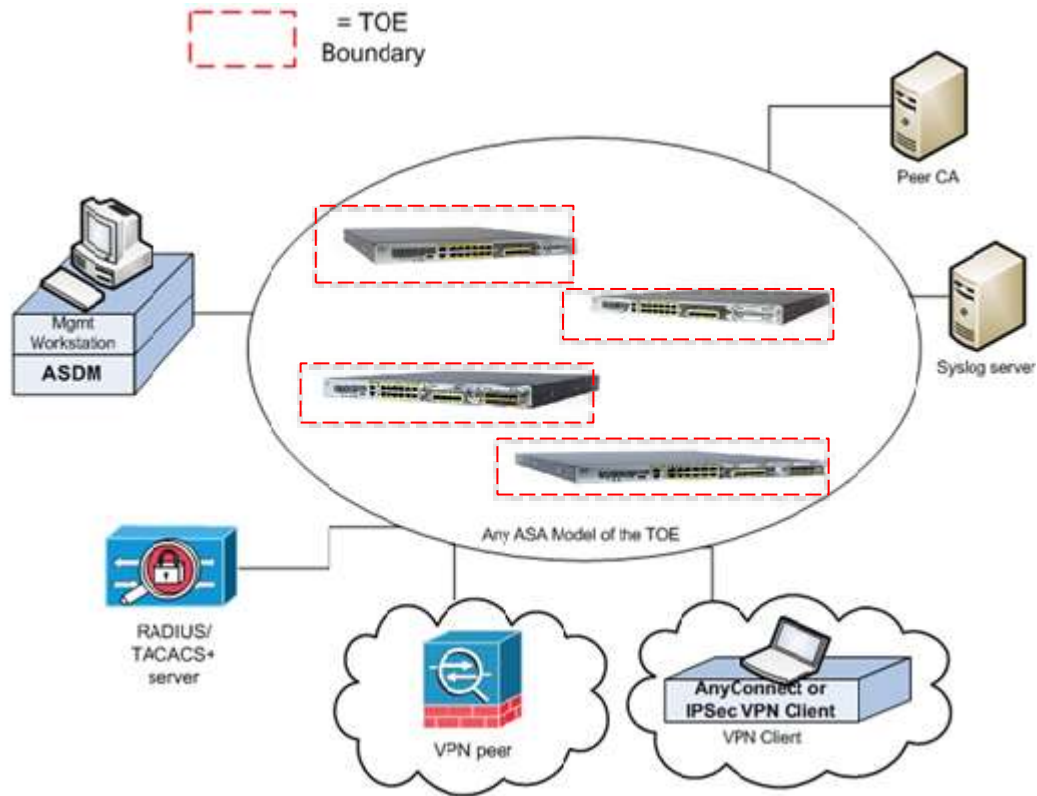 = TOE
Boundary
Peer CA
Mgmt
Workstation
ASDM
Syslog server
Any ASA Model of the TOE
RADIUS/
TACACS+
server
VPN peer
AnyConnect or
IPSec VPN Client
VPN Client